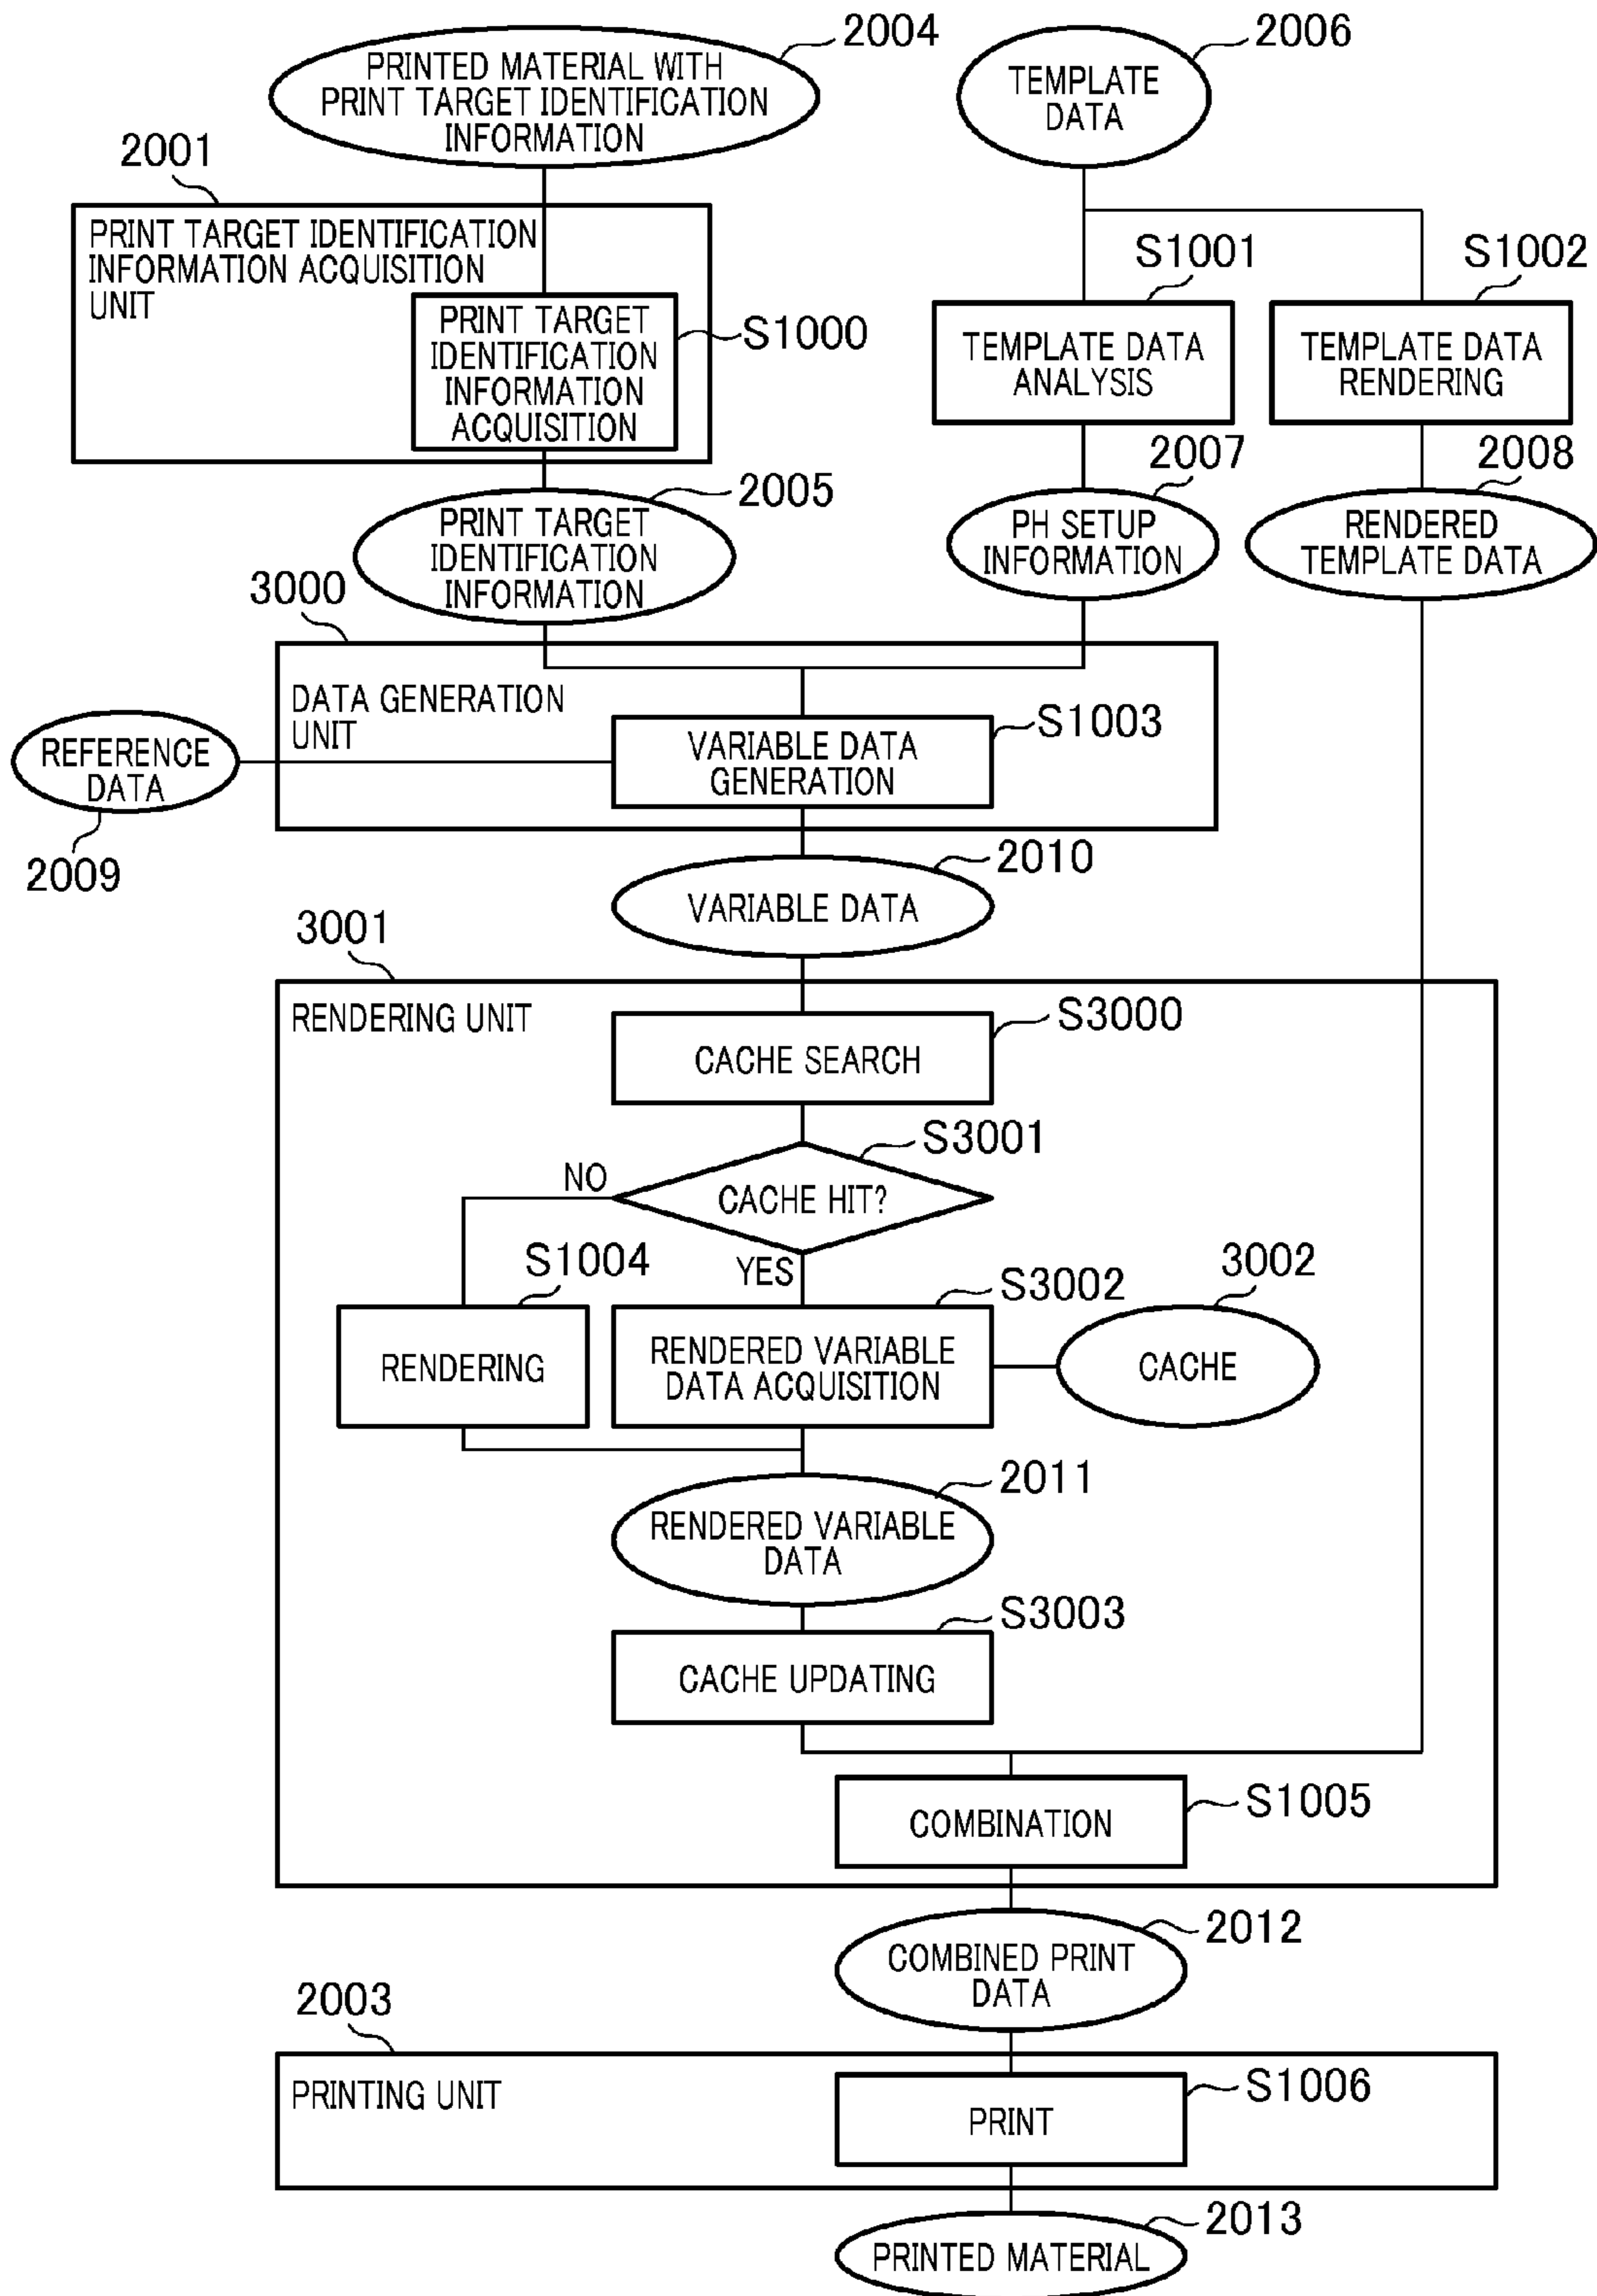 2004
PRINTED MATERIAL WITH
PRINT TARGET IDENTIFICATION
INFORMATION
2006
TEMPLATE
DATA
2001
PRINT TARGET IDENTIFICATION
INFORMATION ACQUISITION
UNIT
PRINT TARGET
IDENTIFICATION
INFORMATION
ACQUISITION
S1000
S1001
TEMPLATE DATA
ANALYSIS
S1002
TEMPLATE DATA
RENDERING
2005
PRINT TARGET
IDENTIFICATION
INFORMATION
2007
PH SETUP
INFORMATION
2008
RENDERED
TEMPLATE DATA
3000
DATA GENERATION
UNIT
S1003
VARIABLE DATA
GENERATION
REFERENCE
DATA
2009
2010
VARIABLE DATA
3001
RENDERING UNIT
S3000
CACHE SEARCH
S3001
NO
CACHE HIT?
YES
S1004
RENDERING
S3002
RENDERED VARIABLE
DATA ACQUISITION
3002
CACHE
2011
RENDERED VARIABLE
DATA
S3003
CACHE UPDATING
S1005
COMBINATION
2012
COMBINED PRINT
DATA
2003
PRINTING UNIT
S1006
PRINT
2013
PRINTED MATERIAL